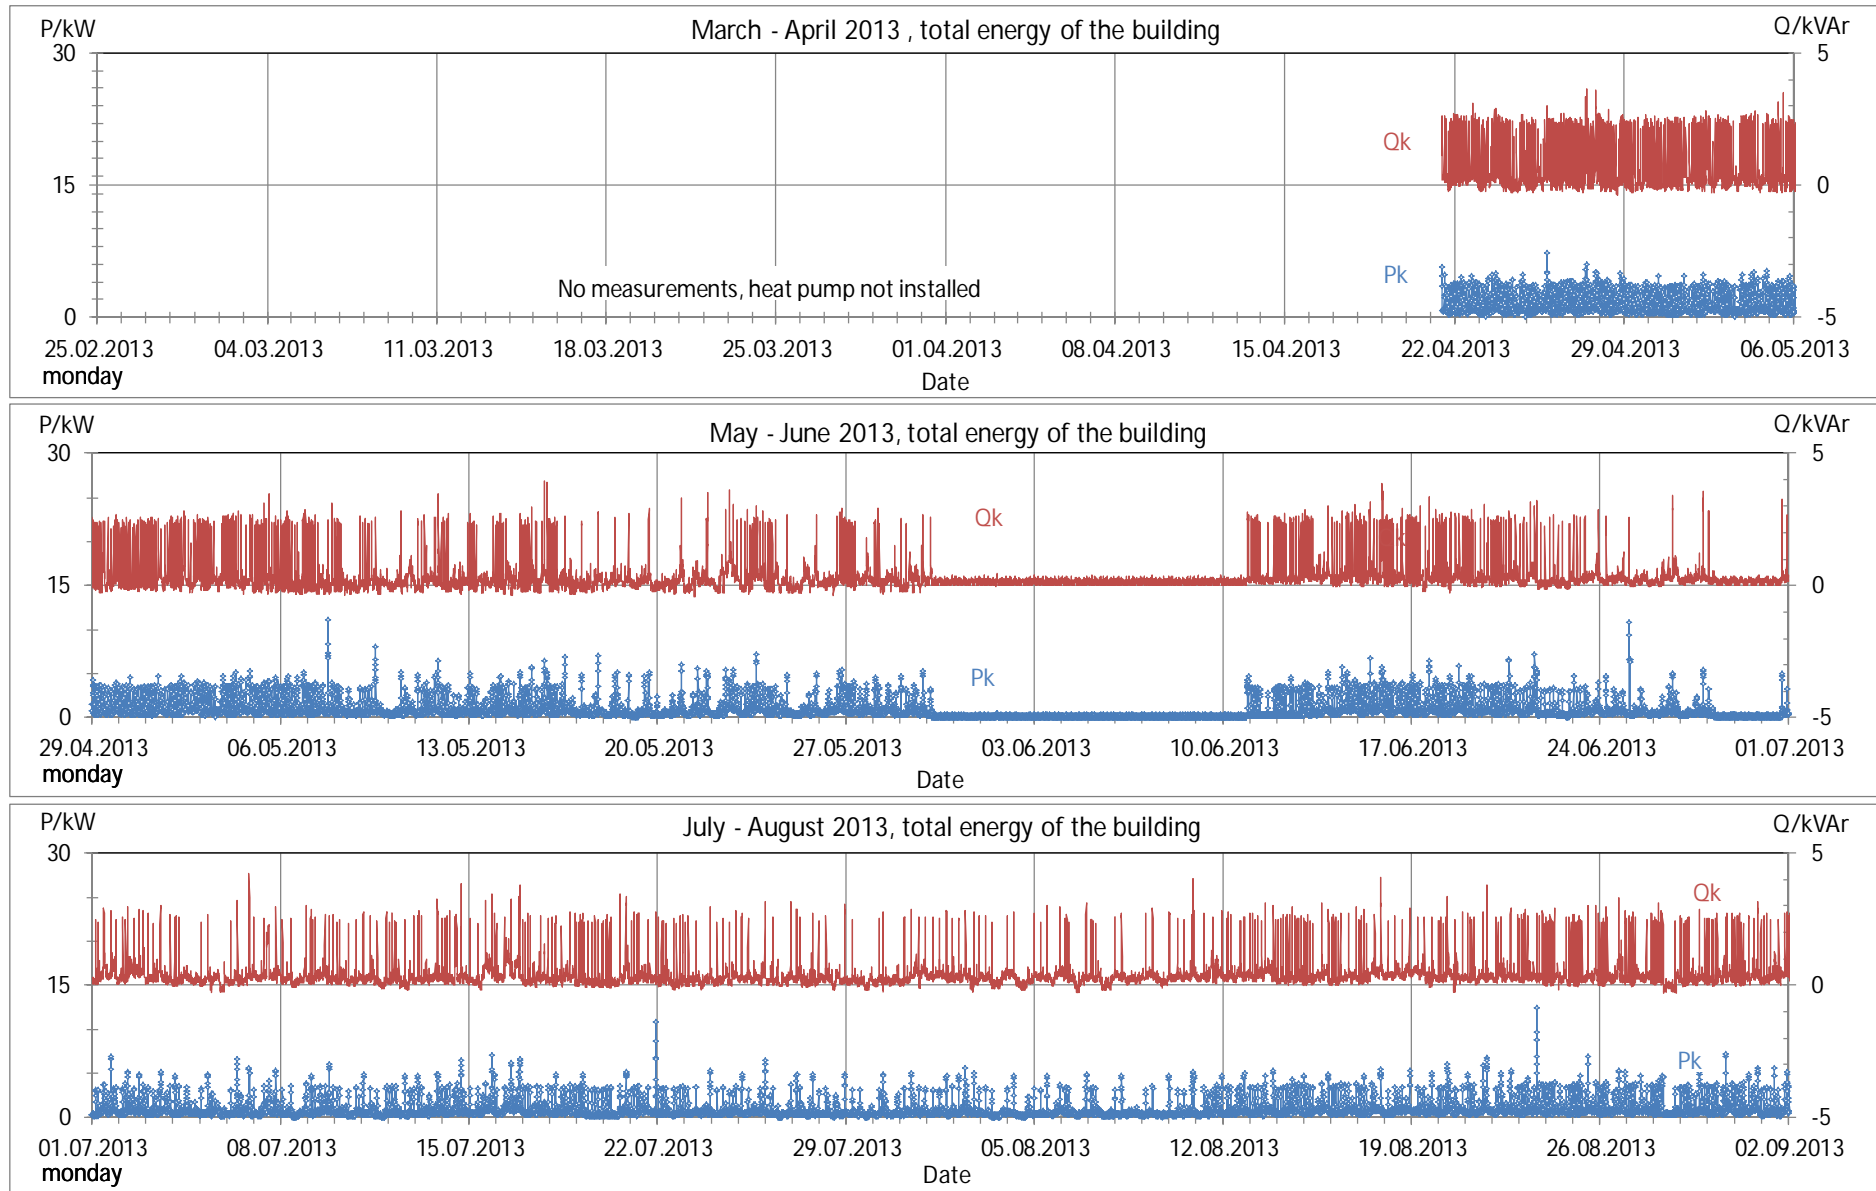 P/kW March - April 2013 , total energy of the building Q/kVAr
30 5
Qk
15 0
Pk
No measurements, heat pump not installed
0 -5
25.02.2013 04.03.2013 11.03.2013 18.03.2013 25.03.2013 01.04.2013 08.04.2013 15.04.2013 22.04.2013 29.04.2013 06.05.2013
monday Date
P/kW May - June 2013, total energy of the building Q/kVAr
30 5
Qk
15 0
Pk
0 -5
29.04.2013 06.05.2013 13.05.2013 20.05.2013 27.05.2013 03.06.2013 10.06.2013 17.06.2013 24.06.2013 01.07.2013
monday Date
P/kW July - August 2013, total energy of the building Q/kVAr
30 5
Qk
15 0
Pk
0 -5
01.07.2013 08.07.2013 15.07.2013 22.07.2013 29.07.2013 05.08.2013 12.08.2013 19.08.2013 26.08.2013 02.09.2013
monday Date